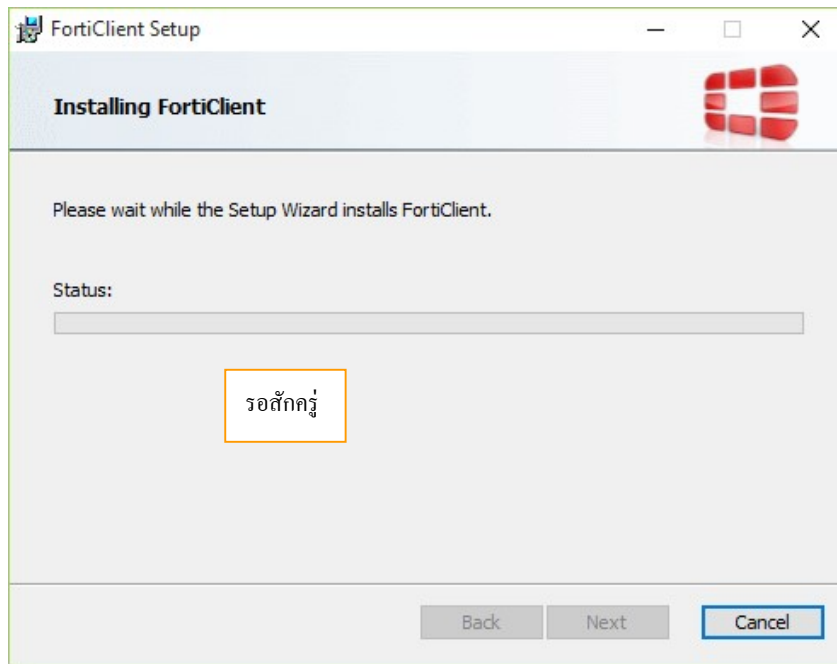 FortiClient Setup
Installing FortiClient
Please wait while the Setup Wizard installs FortiClient.
Status:
รอสักครู่
Back Next Cancel